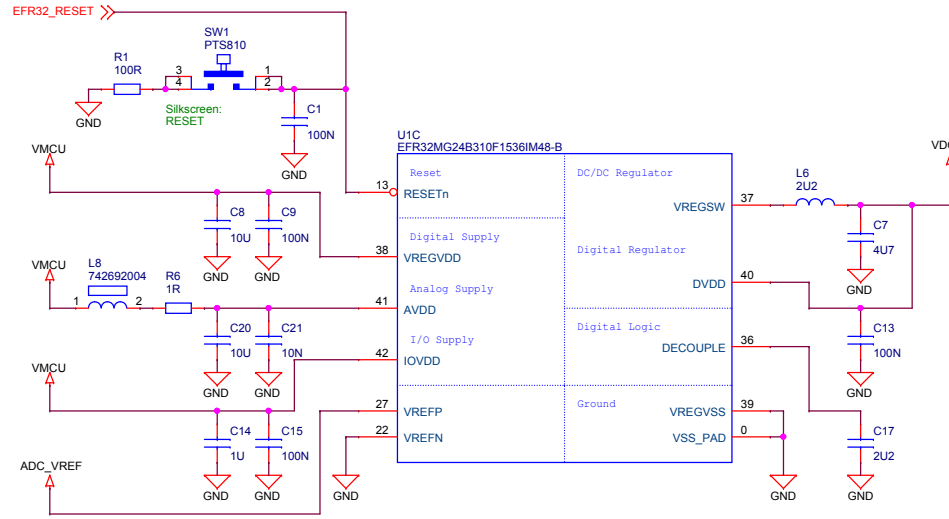 EFR32_RESET
SW1
PTS810
R1
100R
3
4
1
2
GND
Silkscreen:
RESET
C1
100N
GND
U1C
EFR32MG24B310F1536IM48-B
VMCU
13
Reset
RESETn
DC/DC Regulator
VREGSW
37
L6
2U2
C8
10U
C9
100N
GND
GND
38
Digital Supply
VREGVDD
Digital Regulator
DVDD
40
C7
4U7
GND
VMCU
L8
742692004
1
2
R6
1R
41
Analog Supply
AVDD
C20
10U
C21
10N
GND
GND
42
I/O Supply
IOVDD
Digital Logic
DECOUPLE
36
C13
100N
GND
VMCU
27
VREFP
Ground
VREGVSS
39
C14
1U
C15
100N
22
VREFN
VSS_PAD
0
C17
2U2
ADC_VREF
GND
GND
GND
GND
GND